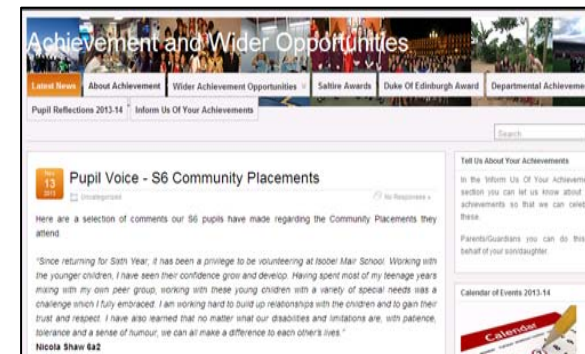 Achievement and Wider Opportunities
Latest News
About Achievement
Wider Achievement Opportunities
Saltire Awards
Duke Of Edinburgh Award
Departmental Achieveme
Pupil Reflections 2013-14
Inform Us Of Your Achievements
Search
Nov
13
2013
Pupil Voice - S6 Community Placements
Uncategorized
No Responses »
Here are a selection of comments our S6 pupils have made regarding the Community Placements they
attend.
"Since returning for Sixth Year, it has been a privilege to be volunteering at Isobel Mair School. Working with
the younger children, I have seen their confidence grow and develop. Having spent most of my teenage years
mixing with my own peer group, working with these young children with a variety of special needs was a
challenge which I fully embraced. I am working hard to build up relationships with the children and to gain their
trust and respect. I have also learned that no matter what our disabilities and limitations are, with patience,
tolerance and a sense of humour, we can all make a difference to each other's lives."
Nicola Shaw 6a2
Tell Us About Your Achievements
In the 'Inform Us Of Your Achieveme
section you can let us know about
achievements so that we can celeb
these.
Parents/Guardians you can do this
behalf of your son/daughter.
Calendar of Events 2013-14
Calendar